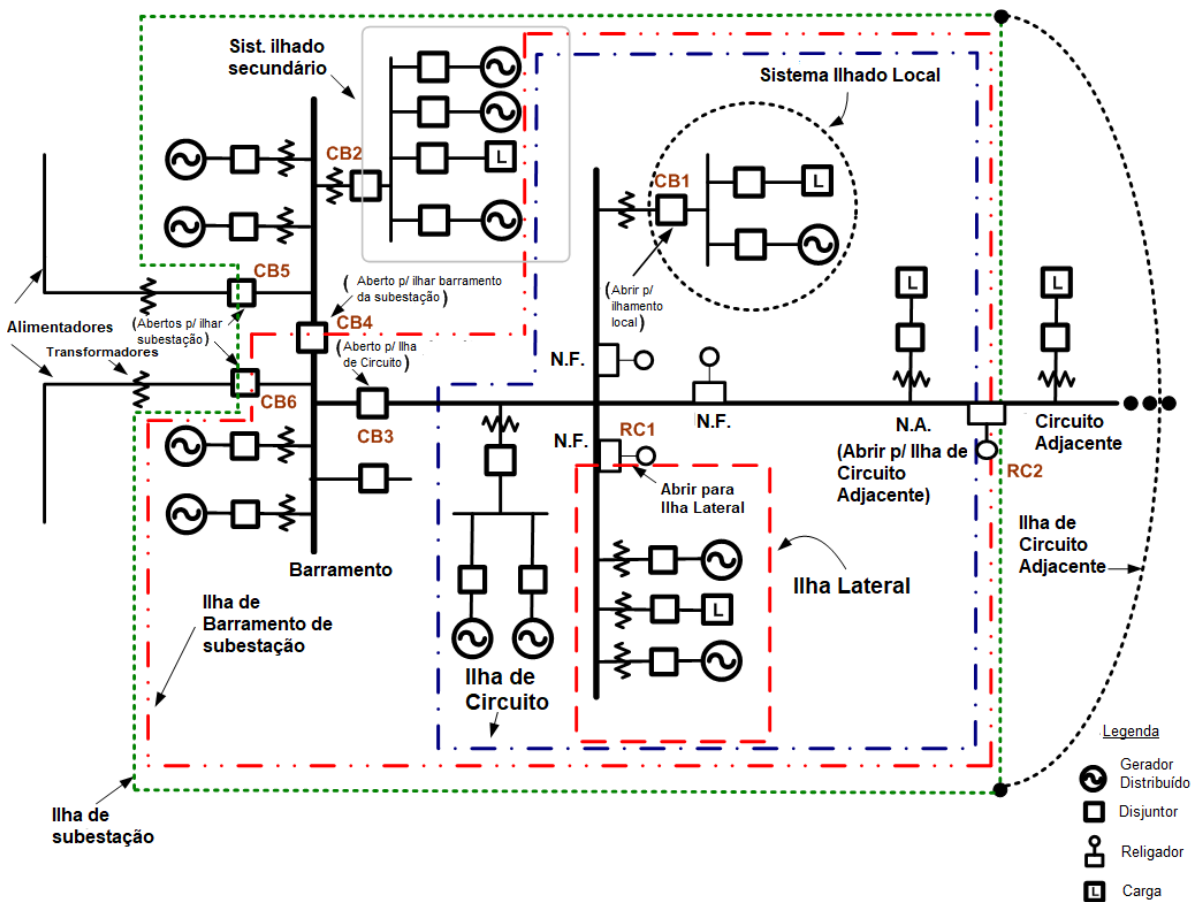 Sist. ilhado
secundário
Sistema Ilhado Local
CB2
L
CB1
L
(Abrir p/
ilhamento
local)
CB5
(Aberto p/ ilhar barramento
da subestação)
CB4
L
L
Alimentadores
(Abertos p/ ilhar
subestação)
Transformadores
(Aberto p/ Ilha
de Circuito)
CB6
CB3
N.F.
N.F.
N.F.
RC1
N.A.
(Abrir p/ Ilha de
Circuito
Adjacente)
Circuito
Adjacente
RC2
Abrir para
Ilha Lateral
Ilha de
Circuito
Adjacente
Barramento
Ilha Lateral
L
Ilha de
Barramento de
subestação
Ilha de
Circuito
Ilha de
subestação
Legenda
Gerador
Distribuído
Disjuntor
Religador
L
Carga